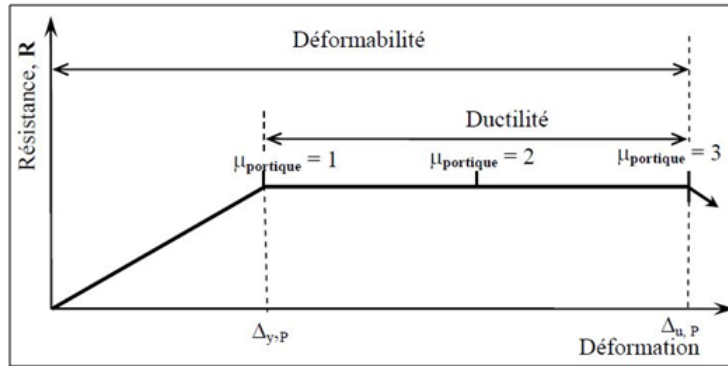 Déformabilité
Résistance, R
Ductilité
μportique = 1
μportique = 2
μportique = 3
Δy,P
Δu, P
Déformation